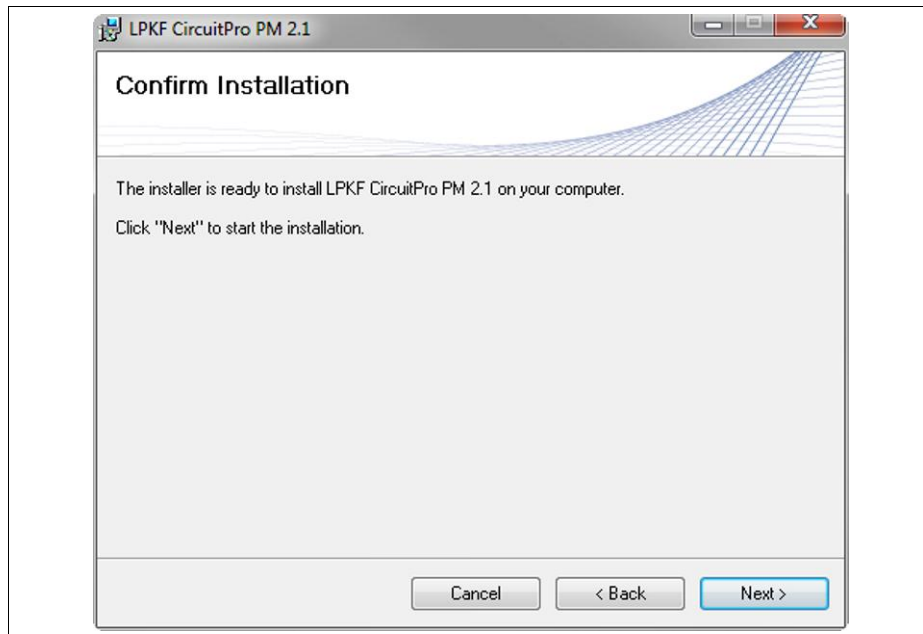 LPKF CircuitPro PM 2.1
Confirm Installation
The installer is ready to install LPKF CircuitPro PM 2.1 on your computer.
Click "Next" to start the installation.
Cancel
< Back
Next >